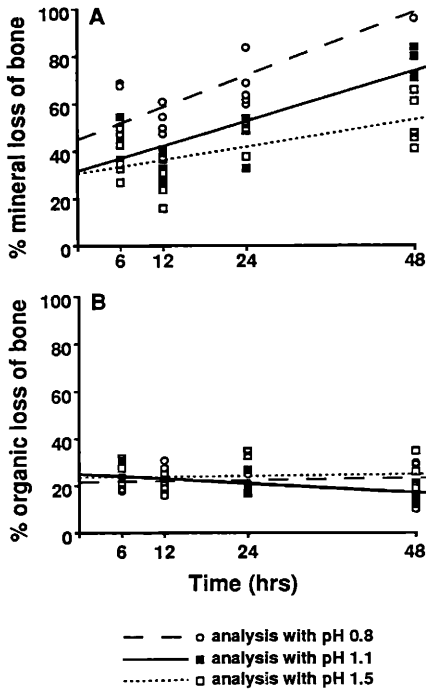 A
% mineral loss of bone
100
80
60
40
20
0
6 12 24 48
B
% organic loss of bone
100
80
60
40
20
0
6 12 24 48
Time (hrs)
analysis with pH 0.8
analysis with pH 1.1
analysis with pH 1.5